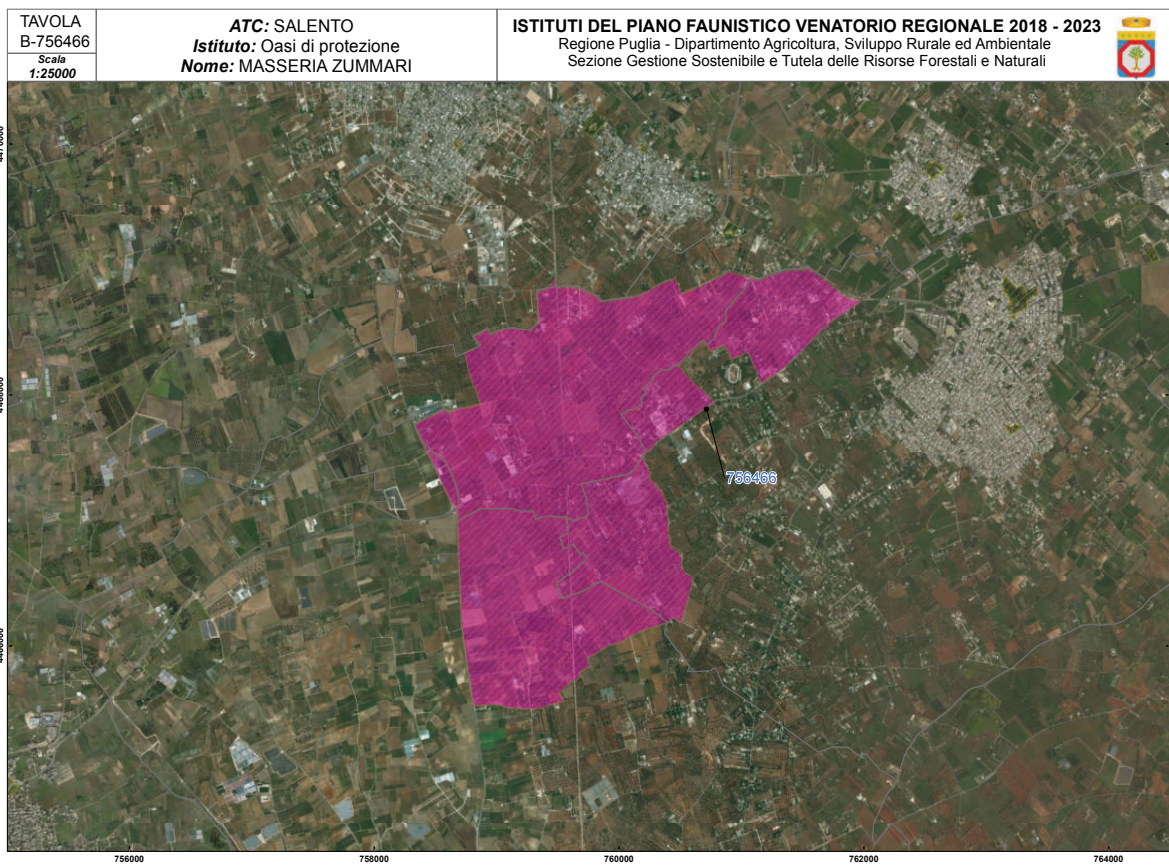 TAVOLA
B-756466
Scala
1:25000
ATC: SALENTO
Istituto: Oasi di protezione
Nome: MASSERIA ZUMMARI
ISTITUTI DEL PIANO FAUNISTICO VENATORIO REGIONALE 2018 - 2023
Regione Puglia - Dipartimento Agricoltura, Sviluppo Rurale ed Ambientale
Sezione Gestione Sostenibile e Tutela delle Risorse Forestali e Naturali
756466
756000
758000
760000
762000
764000